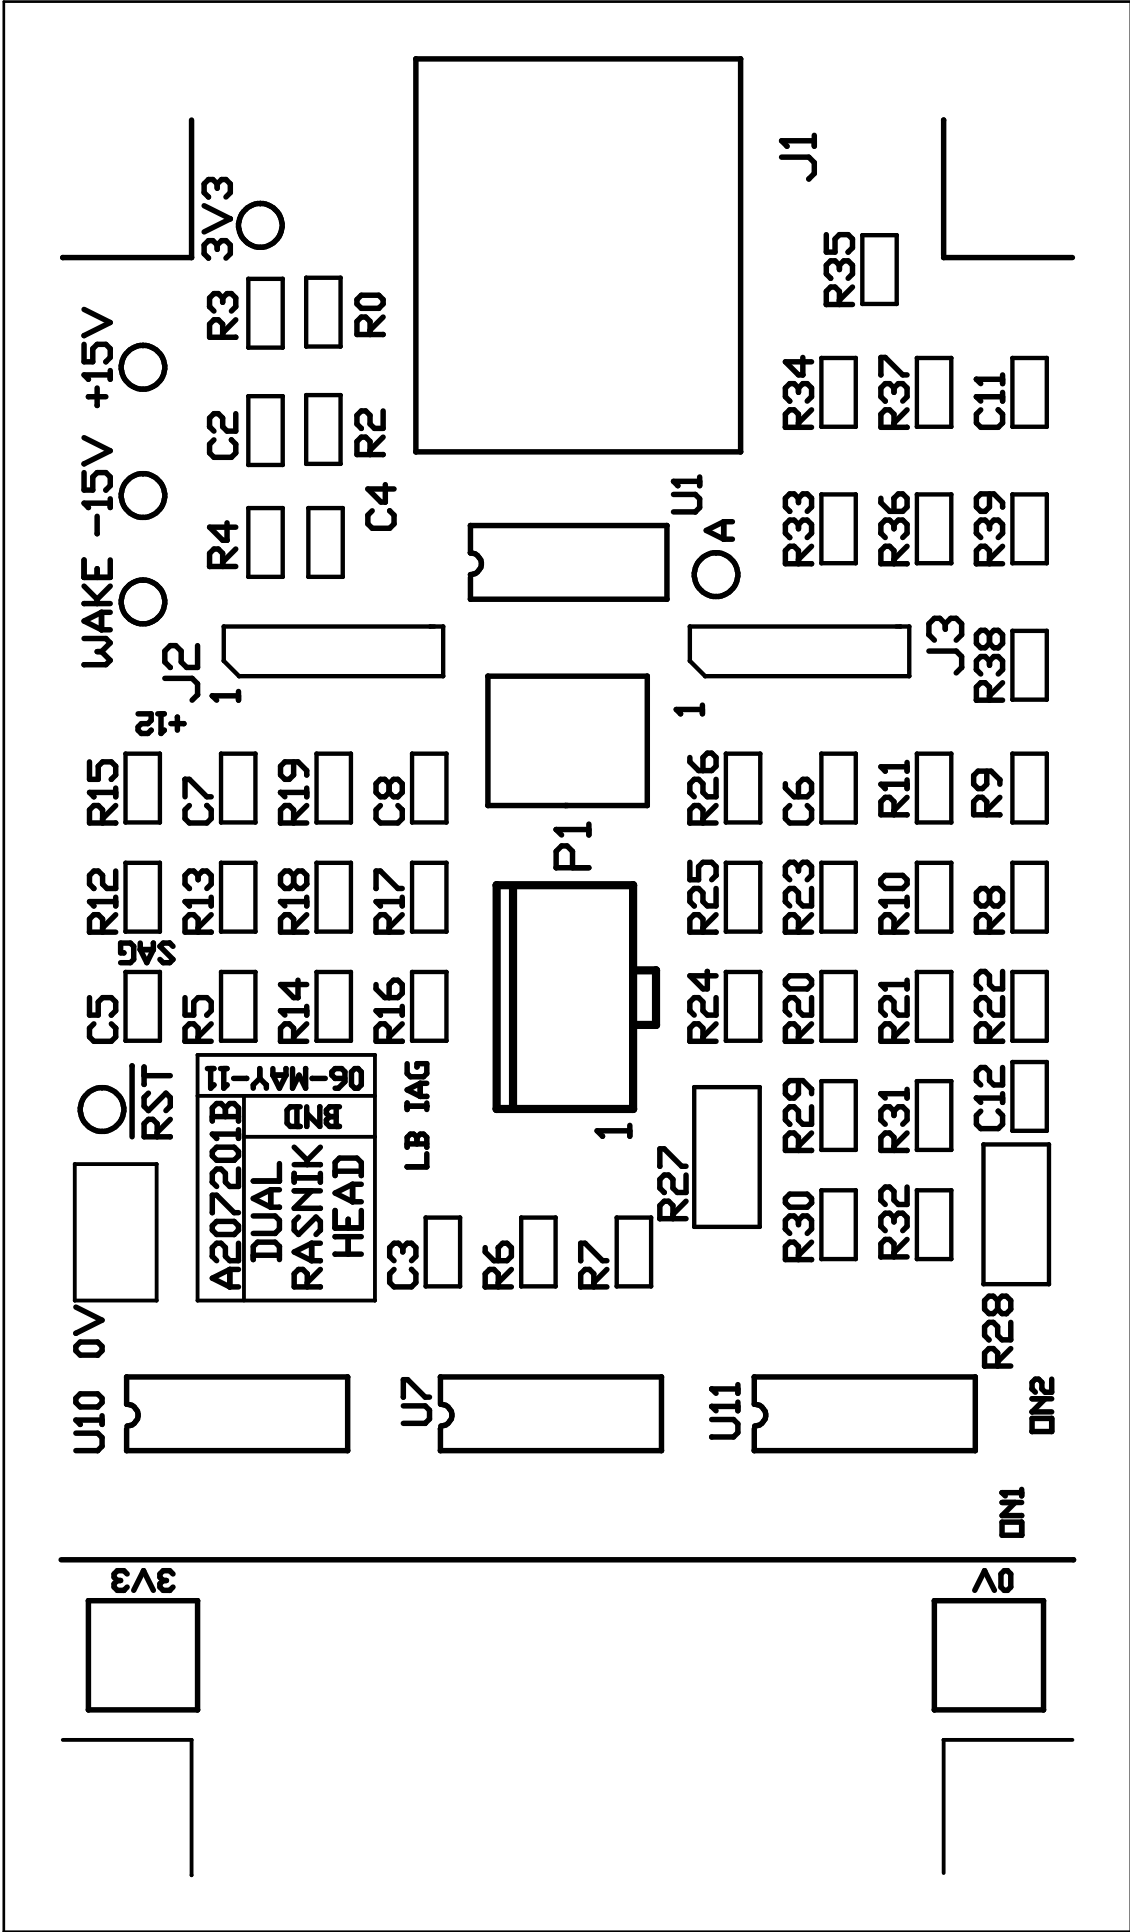 J1
3V3
R35
R3
R0
+15V
R34
R37
C11
C2
R2
-15V
C4
U1
A
R33
R36
R39
R4
WAKE
J2
1
J3
R38
1
+12
R15
C7
R19
C8
R26
C6
R11
R9
P1
R12
R13
R18
R17
R25
R23
R10
R8
SAG
C5
R5
R14
R16
R24
R20
R21
R22
RST
06-MAY-11
BND
A207201B
DUAL
RASNIK
HEAD
LB IAG
1
R27
R29
R31
C12
R30
R32
C3
R6
R7
0V
R28
U10
U7
U11
ON2
ON1
3V3
0V